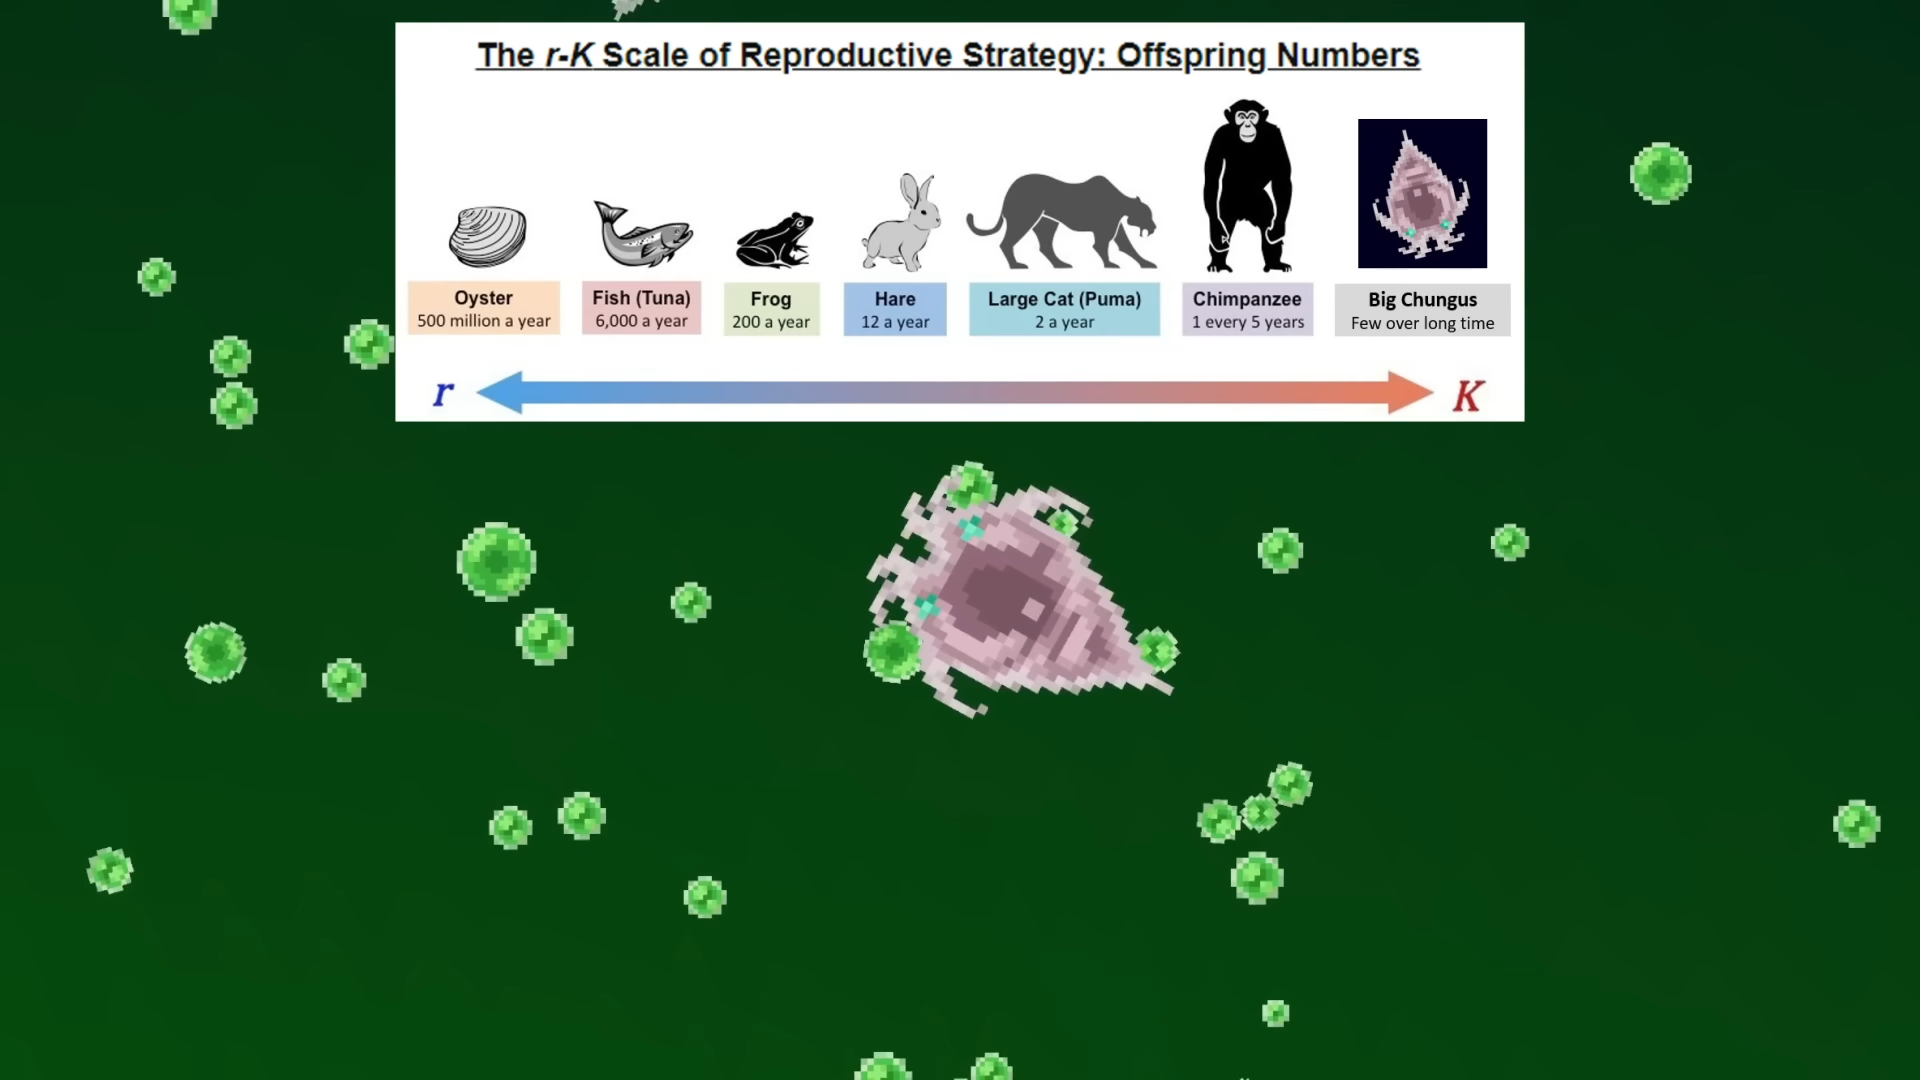 The r-K Scale of Reproductive Strategy: Offspring Numbers
Oyster
500 million a year
Fish (Tuna)
6,000 a year
Frog
200 a year
Hare
12 a year
Large Cat (Puma)
2 a year
Chimpanzee
1 every 5 years
Big Chungus
Few over long time
r
K